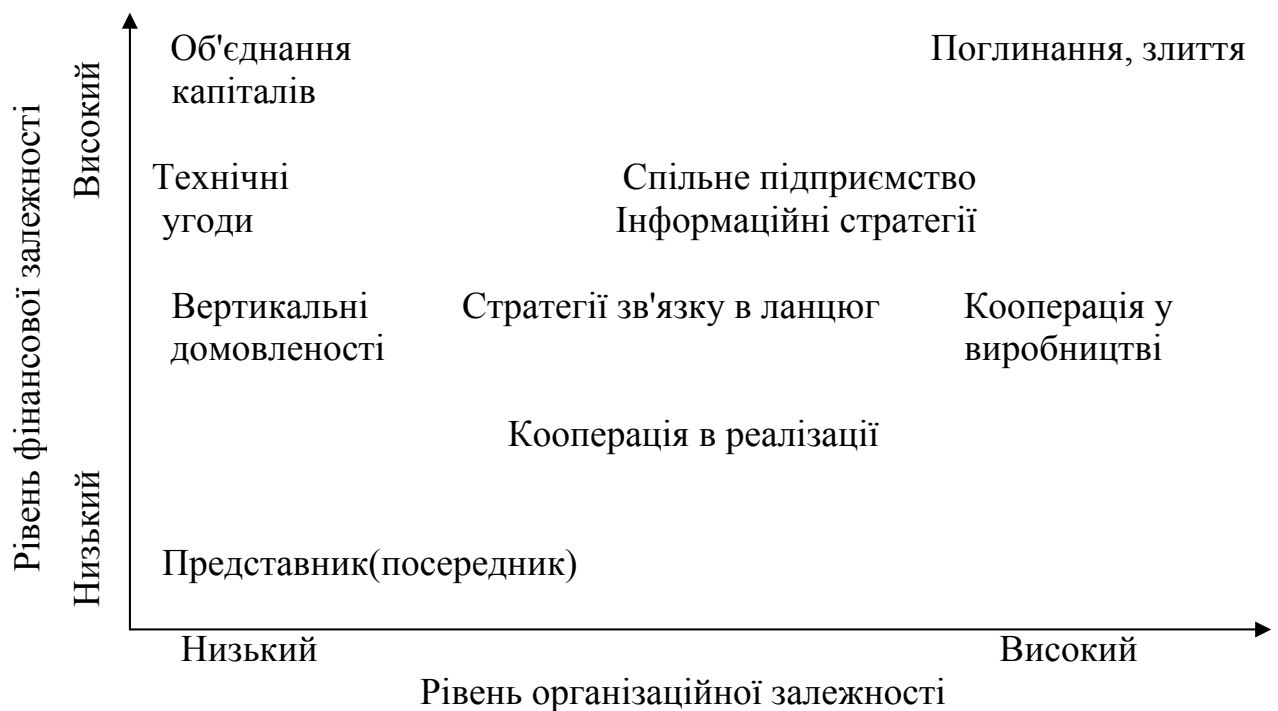 Рівень фінансової залежності
Високий
Низький
Об'єднання
капіталів
Поглинання, злиття
Технічні
угоди
Спільне підприємство
Інформаційні стратегії
Вертикальні
домовленості
Стратегії зв'язку в ланцюг
Кооперація у
виробництві
Кооперація в реалізації
Представник(посередник)
Низький
Високий
Рівень організаційної залежності